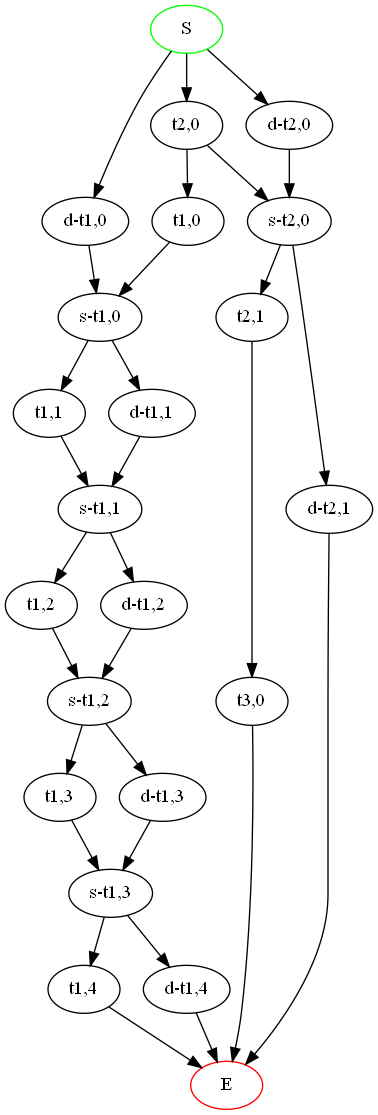 S
t2,0
d-t2,0
d-t1,0
t1,0
s-t2,0
s-t1,0
t2,1
t1,1
d-t1,1
s-t1,1
d-t2,1
t1,2
d-t1,2
s-t1,2
t3,0
t1,3
d-t1,3
s-t1,3
t1,4
d-t1,4
E